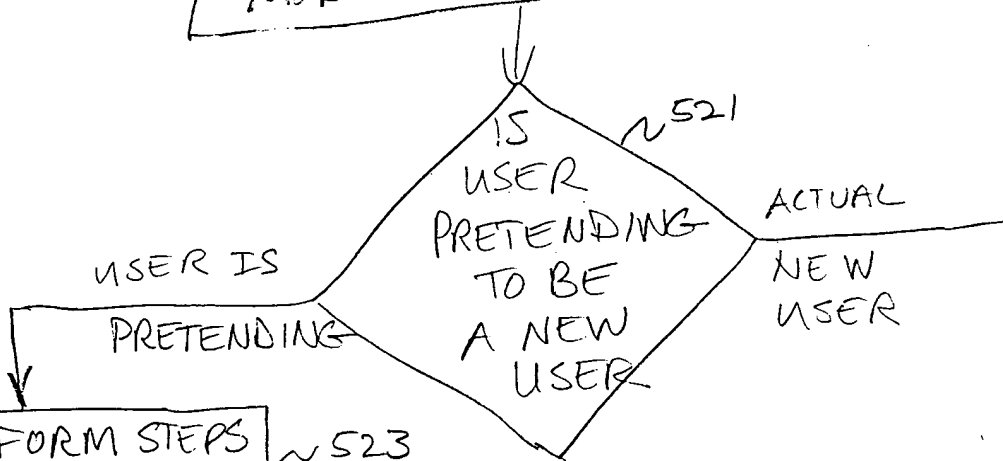 521
IS
USER
PRETENDING
TO BE
A NEW
USER
ACTUAL
NEW
USER
USER IS
PRETENDING
FORM STEPS
523